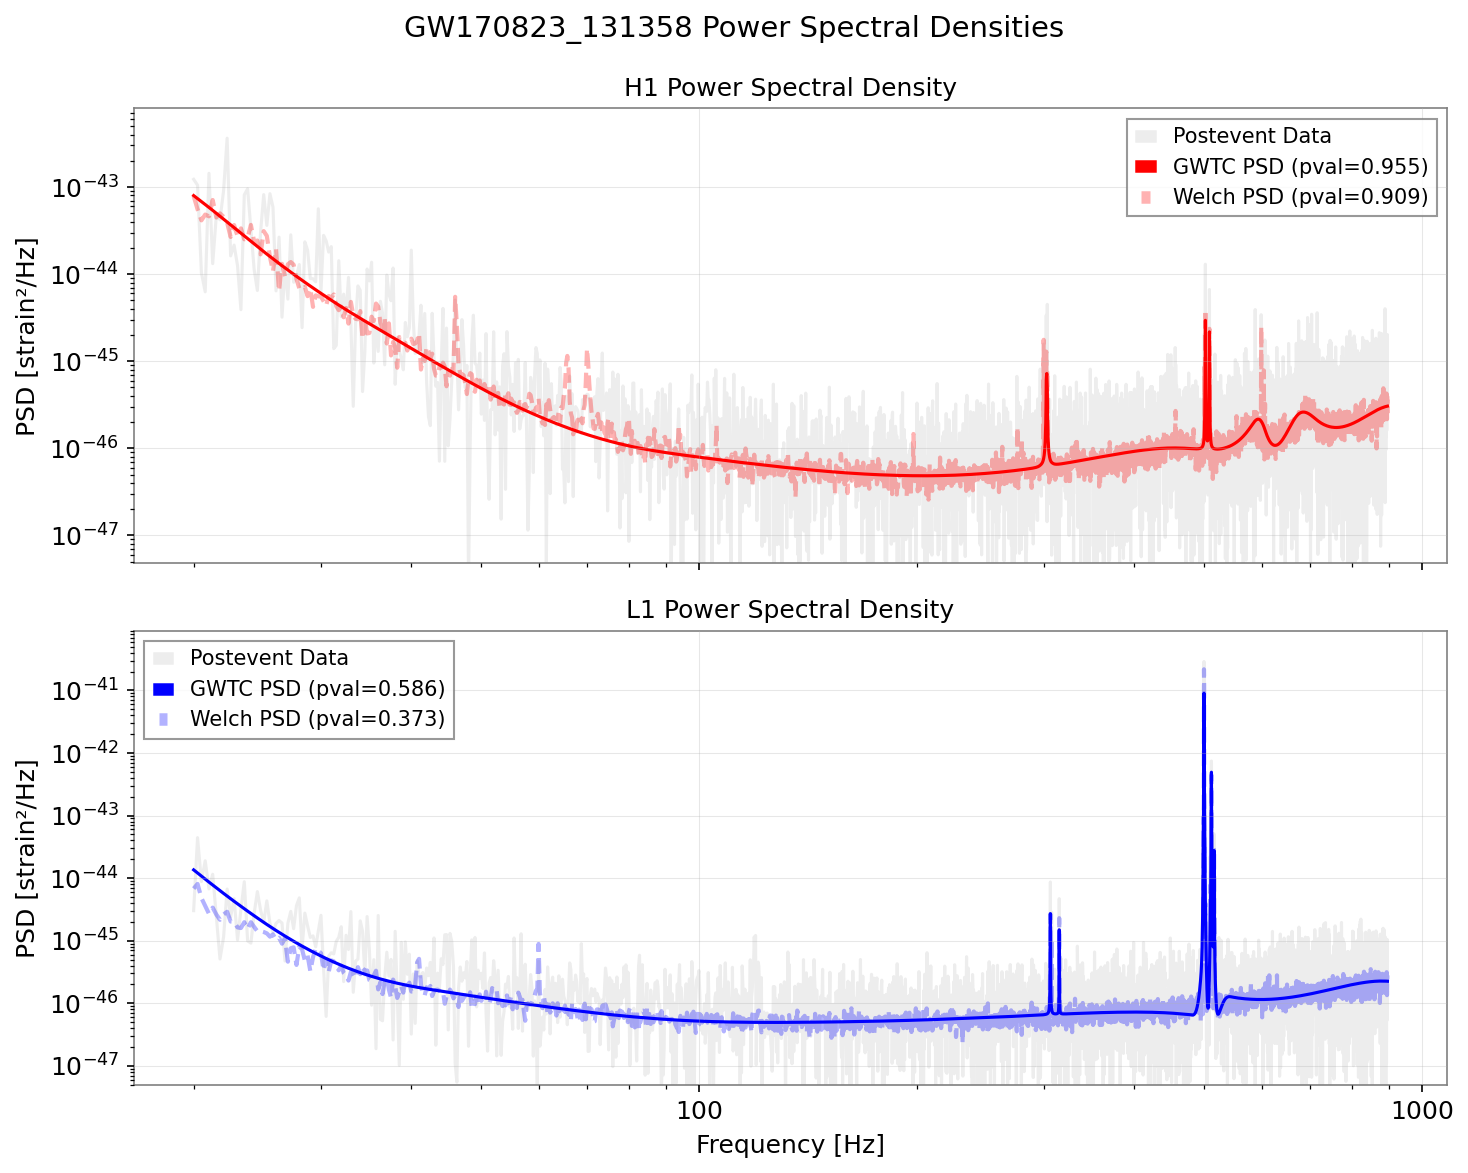 GW170823_131358 Power Spectral Densities
H1 Power Spectral Density
PSD [strain²/Hz]
10⁻⁴³
10⁻⁴⁴
10⁻⁴⁵
10⁻⁴⁶
10⁻⁴⁷
Postevent Data
GWTC PSD (pval=0.955)
Welch PSD (pval=0.909)
L1 Power Spectral Density
PSD [strain²/Hz]
10⁻⁴¹
10⁻⁴²
10⁻⁴³
10⁻⁴⁴
10⁻⁴⁵
10⁻⁴⁶
10⁻⁴⁷
Postevent Data
GWTC PSD (pval=0.586)
Welch PSD (pval=0.373)
100 1000
Frequency [Hz]